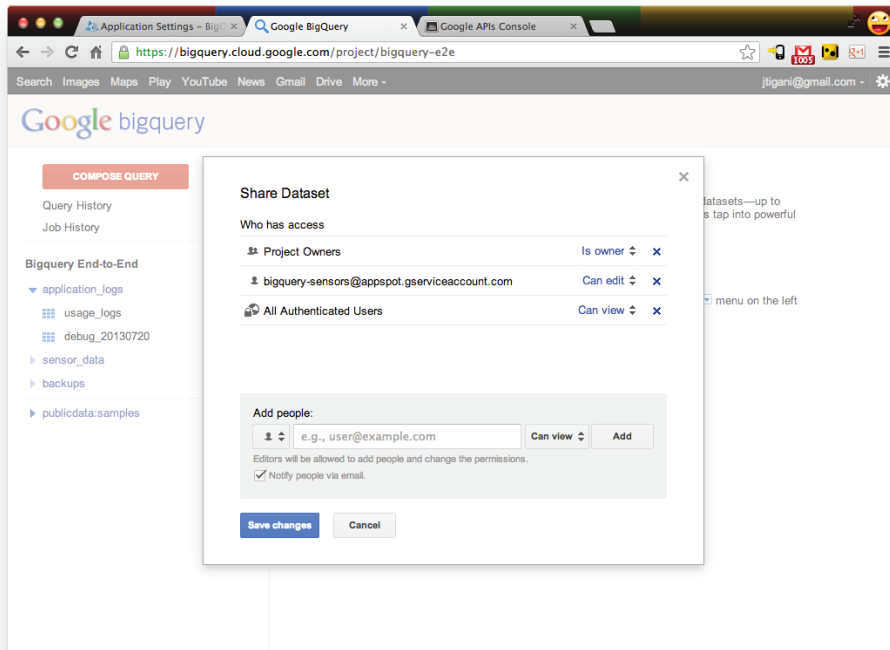 Application Settings – Big
Google BigQuery
Google APIs Console
https://bigquery.cloud.google.com/project/bigquery-e2e
1005
Search Images Maps Play YouTube News Gmail Drive More
jtigani@gmail.com
Google bigquery
COMPOSE QUERY
Query History
Job History
Bigquery End-to-End
application_logs
usage_logs
debug_20130720
sensor_data
backups
publicdata:samples
Share Dataset
Who has access
Project Owners Is owner
bigquery-sensors@appspot.gserviceaccount.com Can edit
All Authenticated Users Can view
Add people:
e.g., user@example.com Can view Add
Editors will be allowed to add people and change the permissions.
Notify people via email.
Save changes Cancel
datasets—up to
s tap into powerful
menu on the left